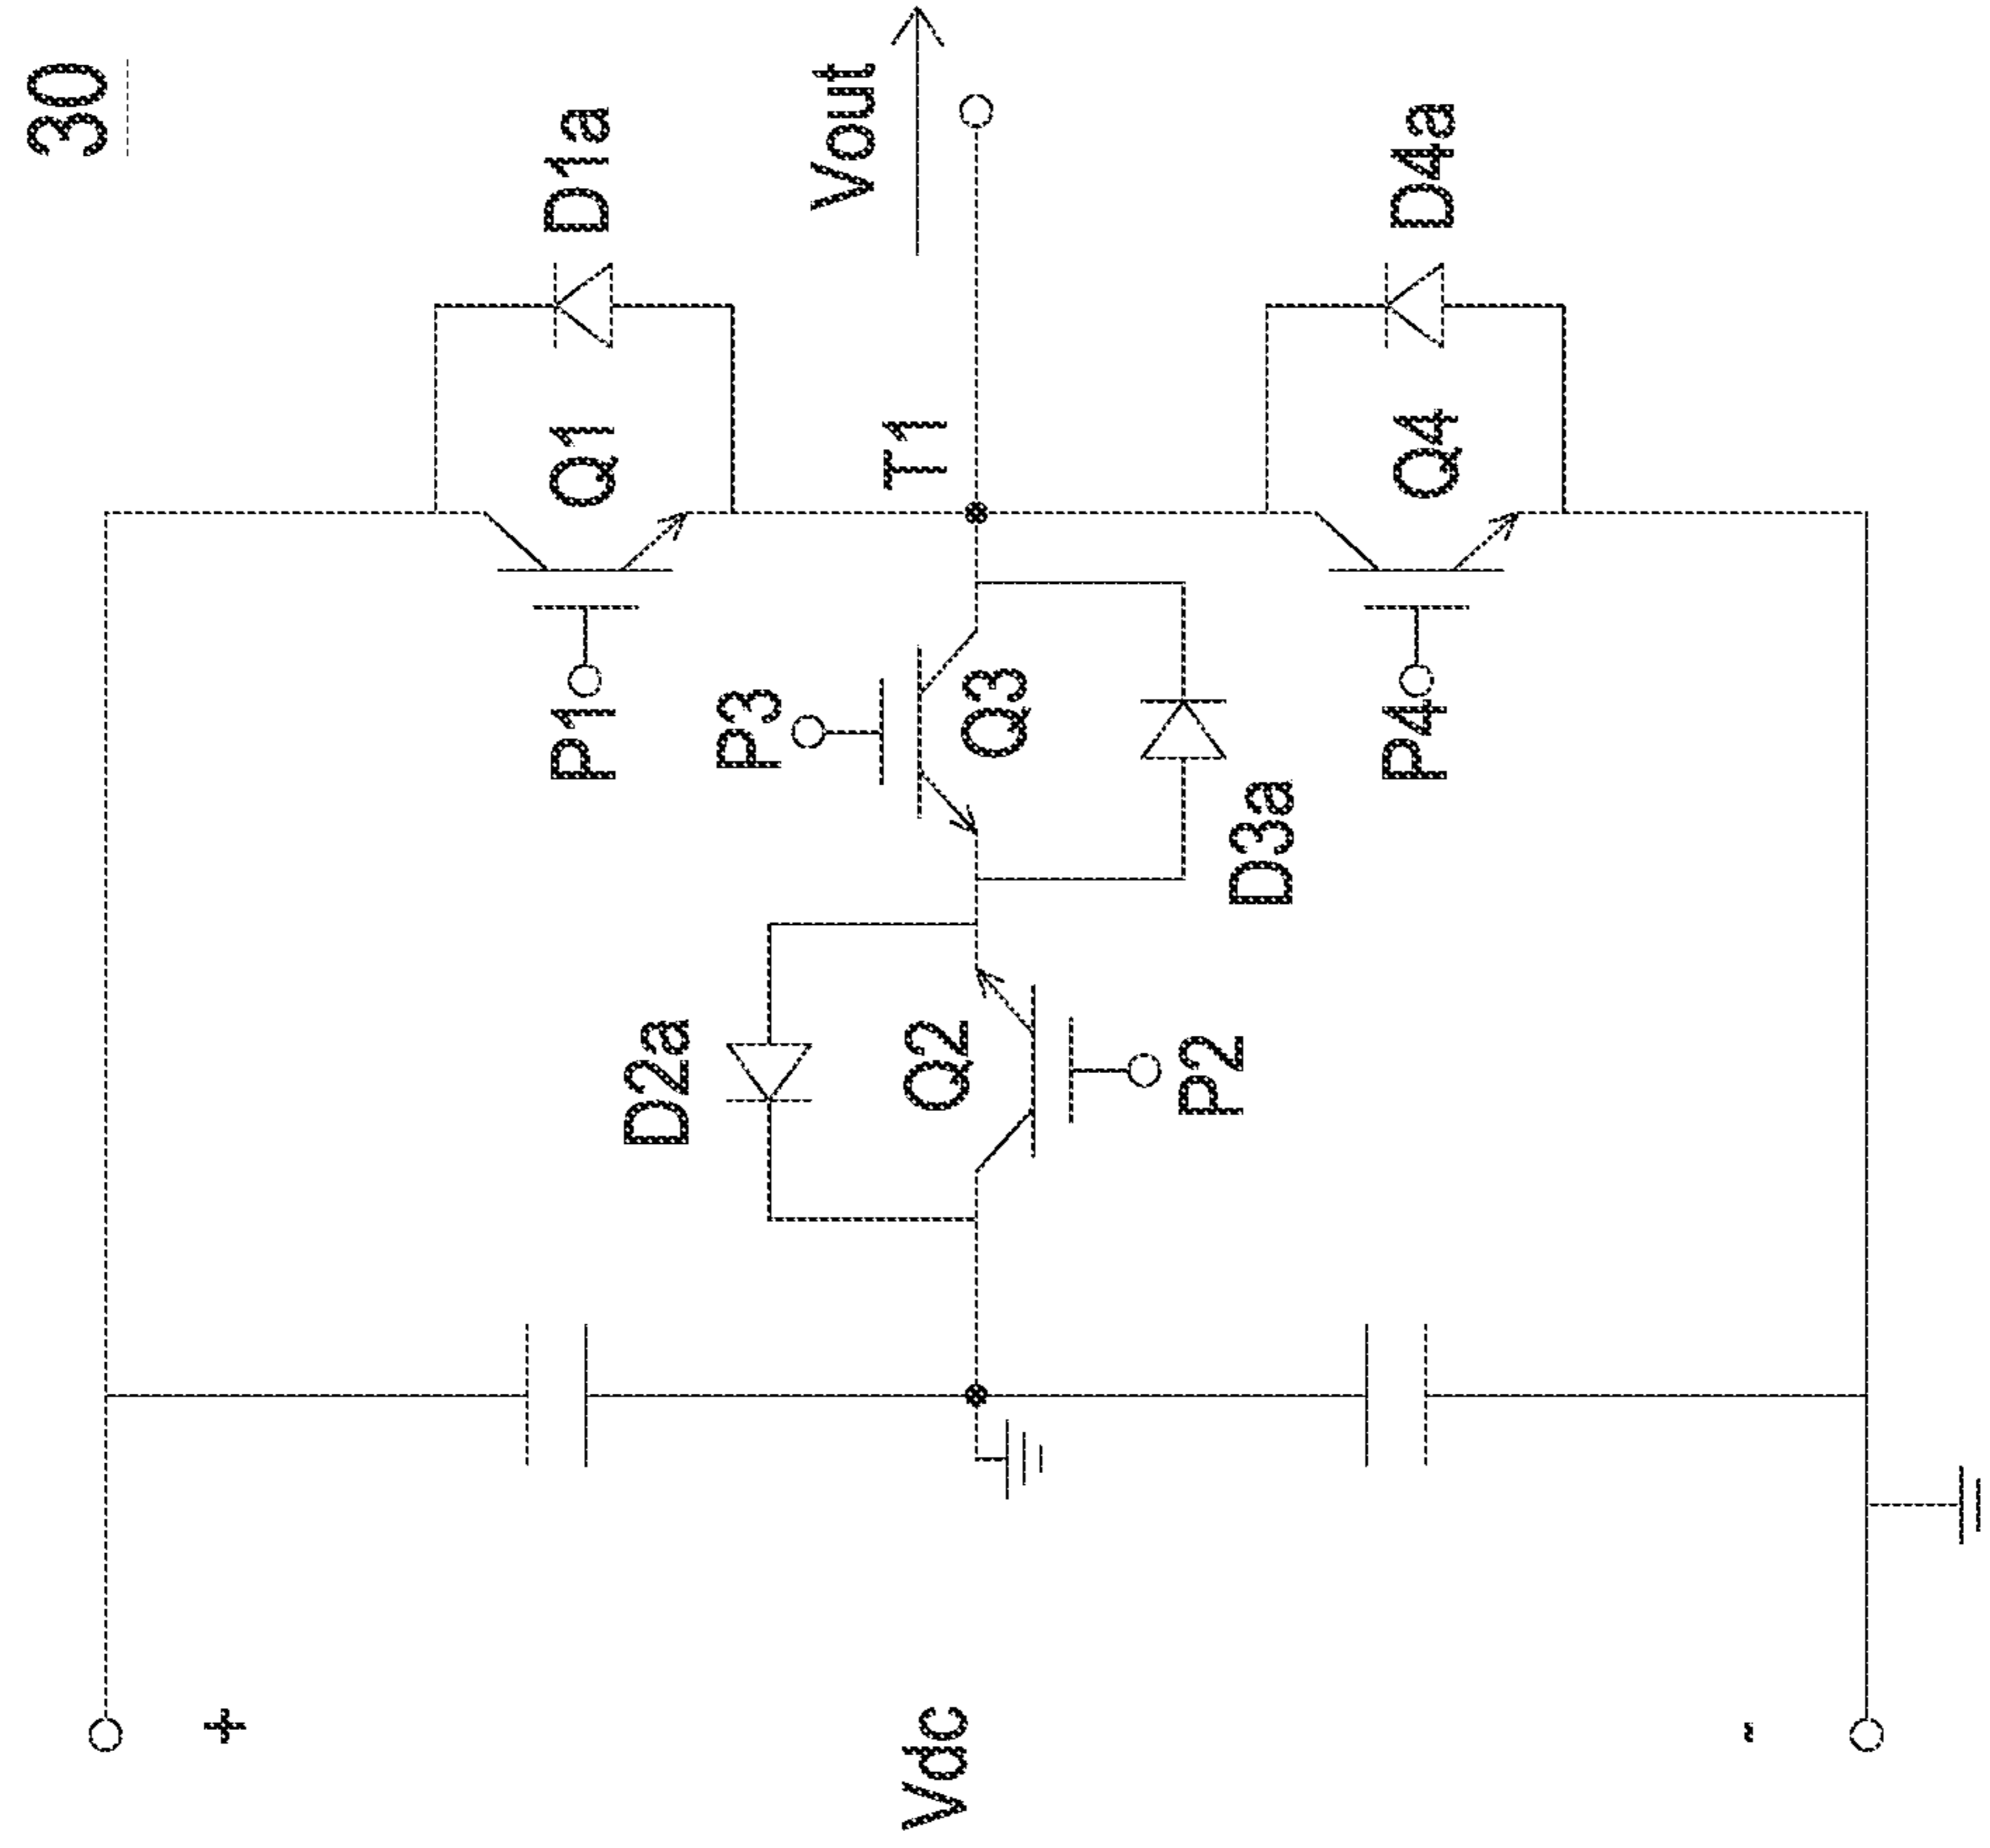 30
D1a
Q1
P1
Vout
T1
P3
Q3
D3a
D2a
Q2
P2
D4a
Q4
P4
+
Vdc
-